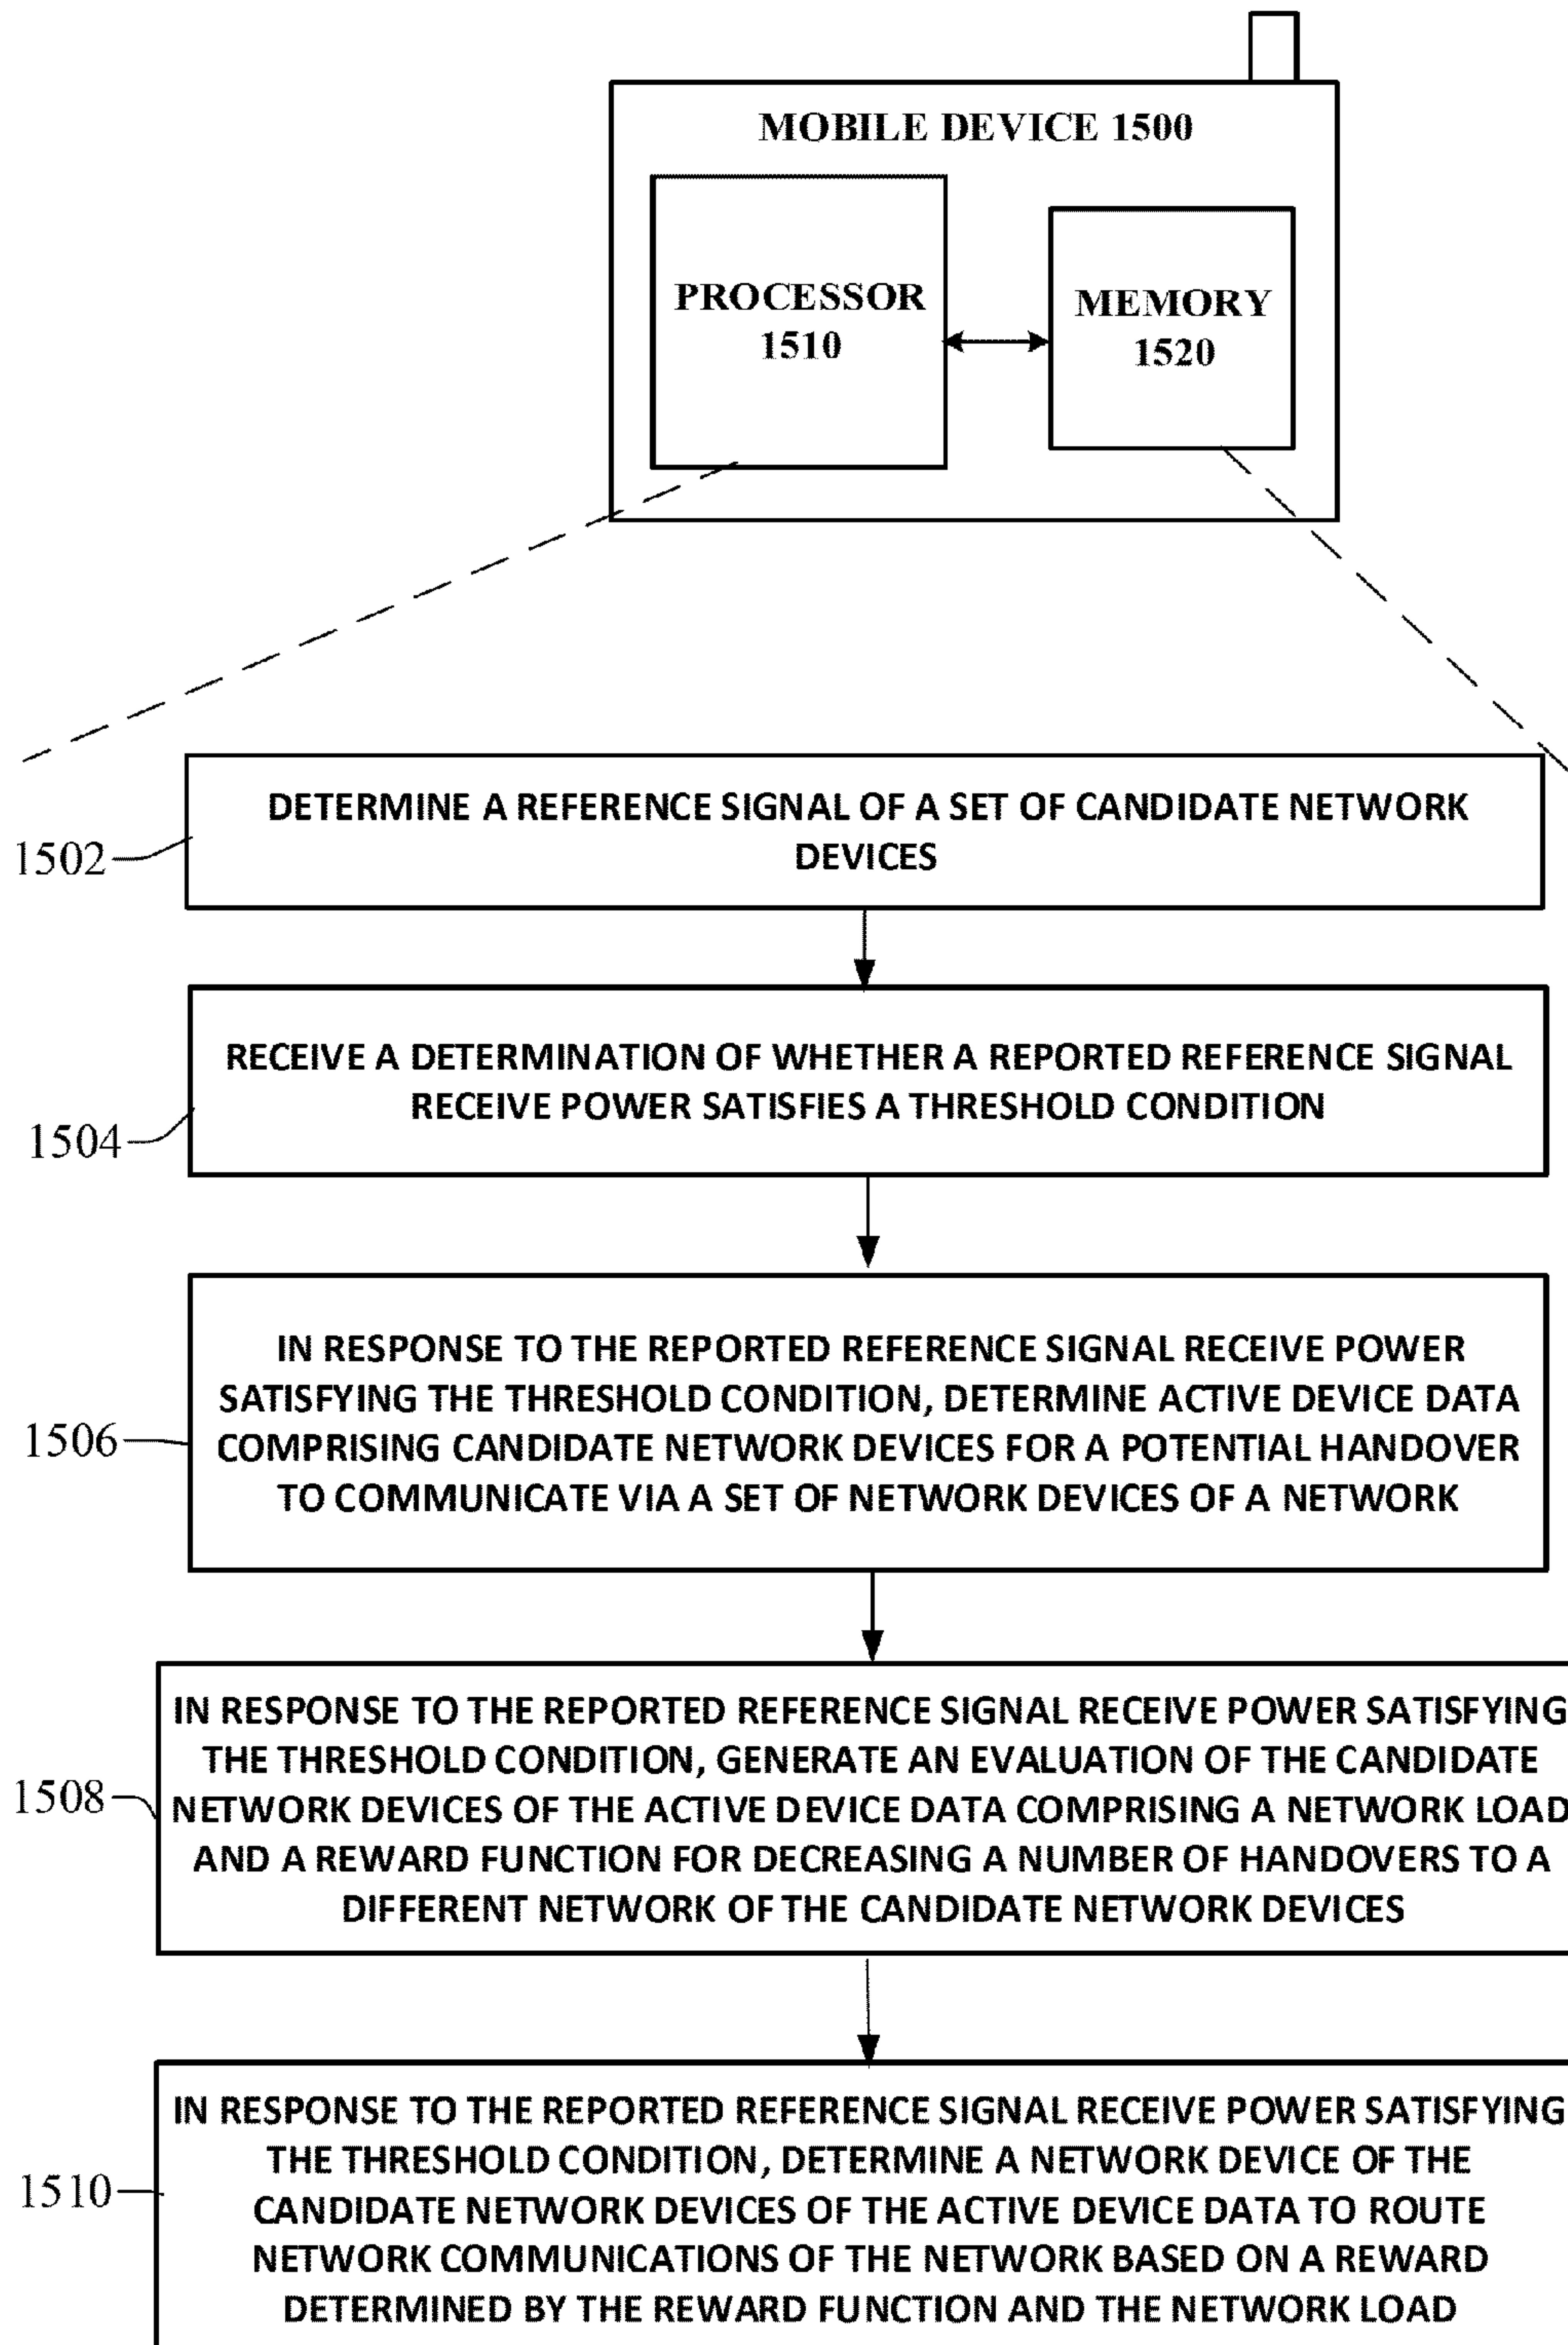 MOBILE DEVICE 1500
PROCESSOR
1510
MEMORY
1520
DETERMINE A REFERENCE SIGNAL OF A SET OF CANDIDATE NETWORK
DEVICES
1502
RECEIVE A DETERMINATION OF WHETHER A REPORTED REFERENCE SIGNAL
RECEIVE POWER SATISFIES A THRESHOLD CONDITION
1504
IN RESPONSE TO THE REPORTED REFERENCE SIGNAL RECEIVE POWER
SATISFYING THE THRESHOLD CONDITION, DETERMINE ACTIVE DEVICE DATA
COMPRISING CANDIDATE NETWORK DEVICES FOR A POTENTIAL HANDOVER
TO COMMUNICATE VIA A SET OF NETWORK DEVICES OF A NETWORK
1506
IN RESPONSE TO THE REPORTED REFERENCE SIGNAL RECEIVE POWER SATISFYING
THE THRESHOLD CONDITION, GENERATE AN EVALUATION OF THE CANDIDATE
NETWORK DEVICES OF THE ACTIVE DEVICE DATA COMPRISING A NETWORK LOAD
AND A REWARD FUNCTION FOR DECREASING A NUMBER OF HANDOVERS TO A
DIFFERENT NETWORK OF THE CANDIDATE NETWORK DEVICES
1508
IN RESPONSE TO THE REPORTED REFERENCE SIGNAL RECEIVE POWER SATISFYING
THE THRESHOLD CONDITION, DETERMINE A NETWORK DEVICE OF THE
CANDIDATE NETWORK DEVICES OF THE ACTIVE DEVICE DATA TO ROUTE
NETWORK COMMUNICATIONS OF THE NETWORK BASED ON A REWARD
DETERMINED BY THE REWARD FUNCTION AND THE NETWORK LOAD
1510